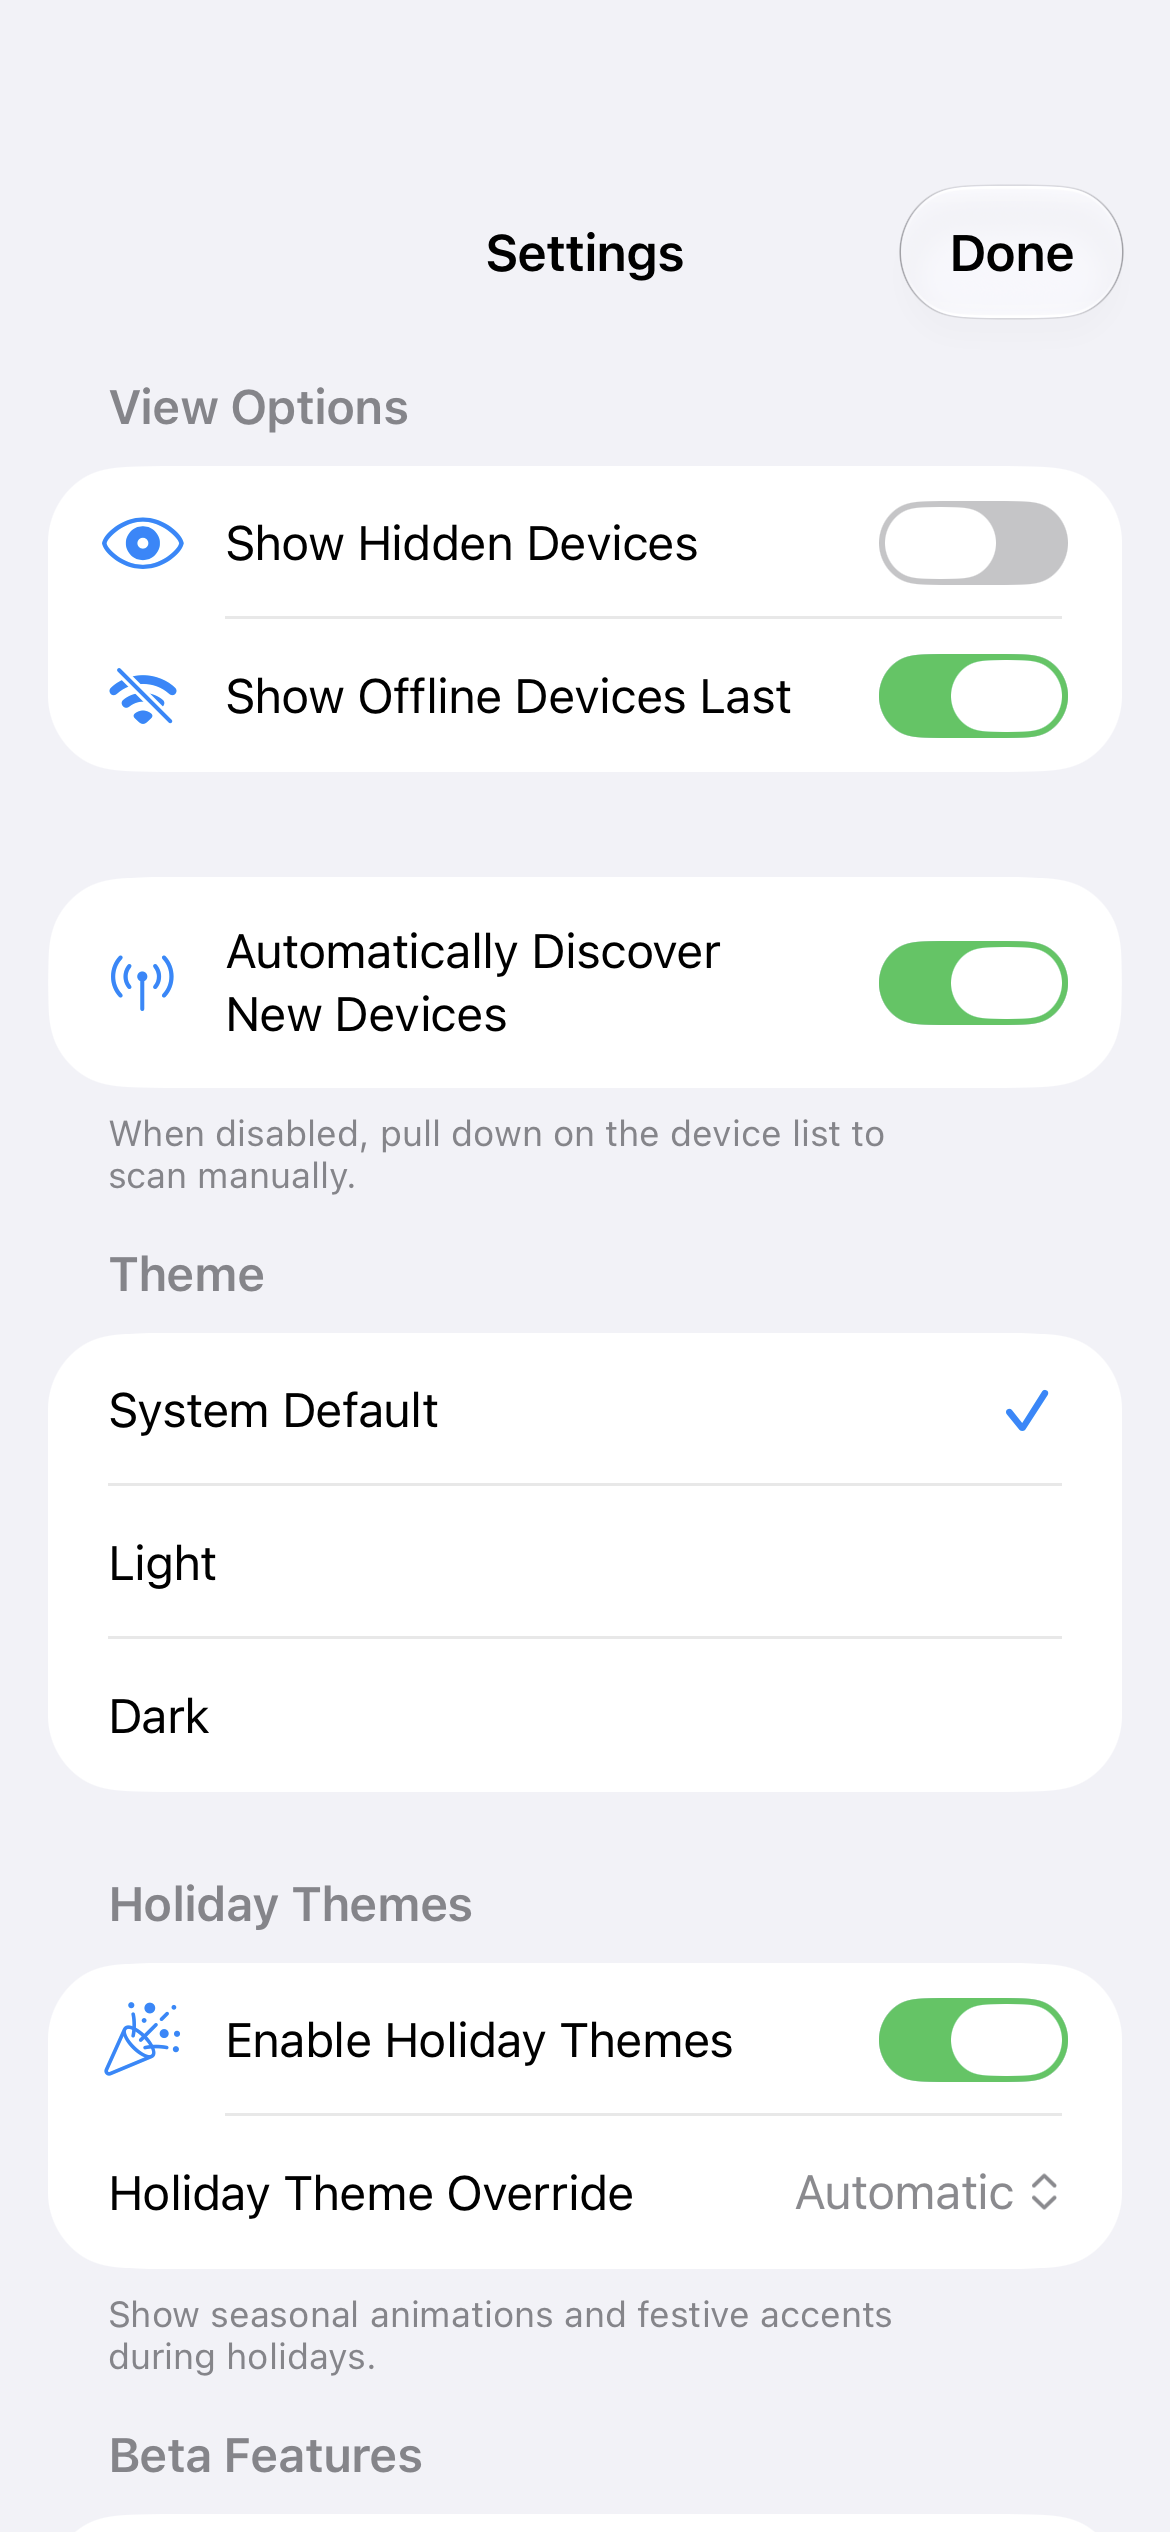 Settings
Done
View Options
Show Hidden Devices
Show Offline Devices Last
Automatically Discover
New Devices
When disabled, pull down on the device list to
scan manually.
Theme
System Default
Light
Dark
Holiday Themes
Enable Holiday Themes
Holiday Theme Override
Automatic
Show seasonal animations and festive accents
during holidays.
Beta Features